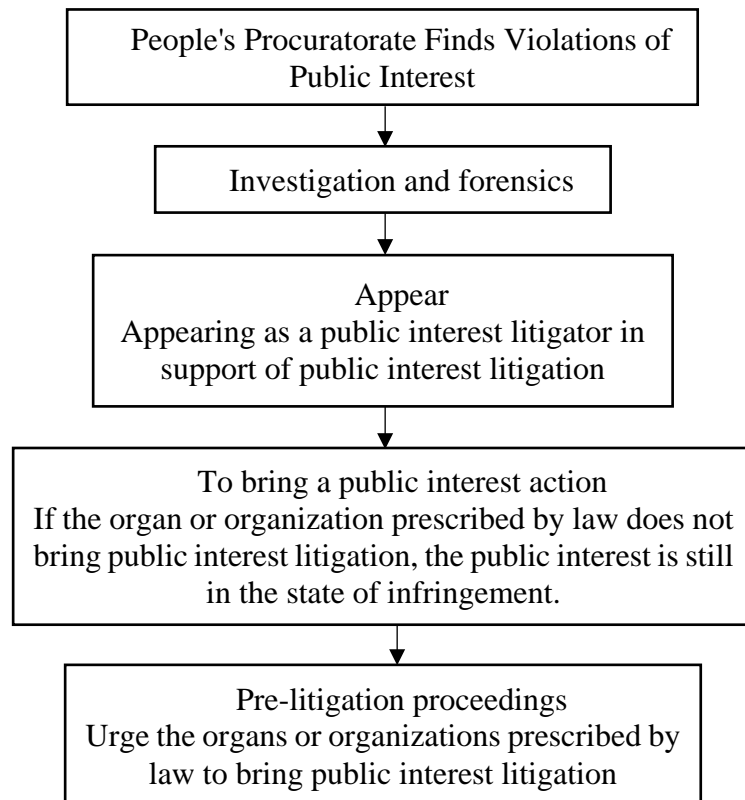 People's Procuratorate Finds Violations of
Public Interest
Investigation and forensics
Appear
Appearing as a public interest litigator in
support of public interest litigation
To bring a public interest action
If the organ or organization prescribed by law does not
bring public interest litigation, the public interest is still
in the state of infringement.
Pre-litigation proceedings
Urge the organs or organizations prescribed by
law to bring public interest litigation